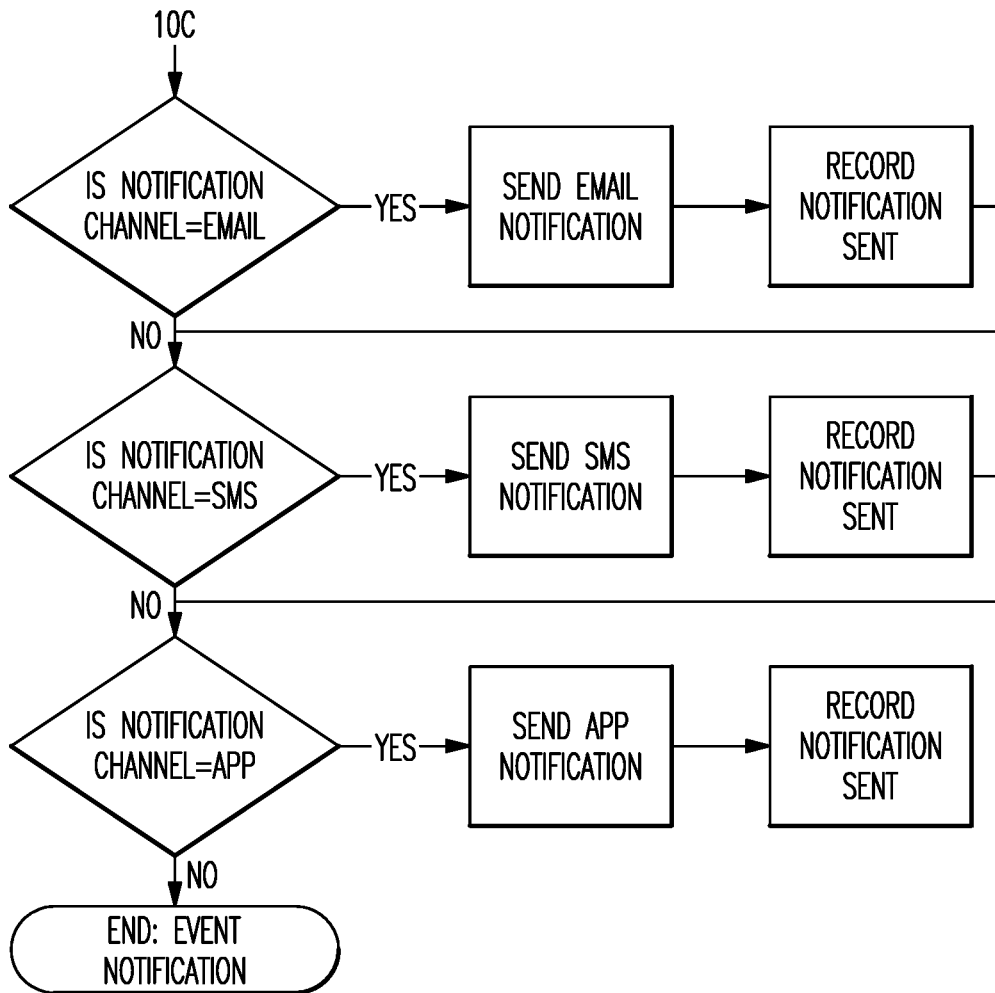 10C
IS NOTIFICATION
CHANNEL=EMAIL
YES
SEND EMAIL
NOTIFICATION
RECORD
NOTIFICATION
SENT
NO
IS NOTIFICATION
CHANNEL=SMS
YES
SEND SMS
NOTIFICATION
RECORD
NOTIFICATION
SENT
NO
IS NOTIFICATION
CHANNEL=APP
YES
SEND APP
NOTIFICATION
RECORD
NOTIFICATION
SENT
NO
END: EVENT
NOTIFICATION